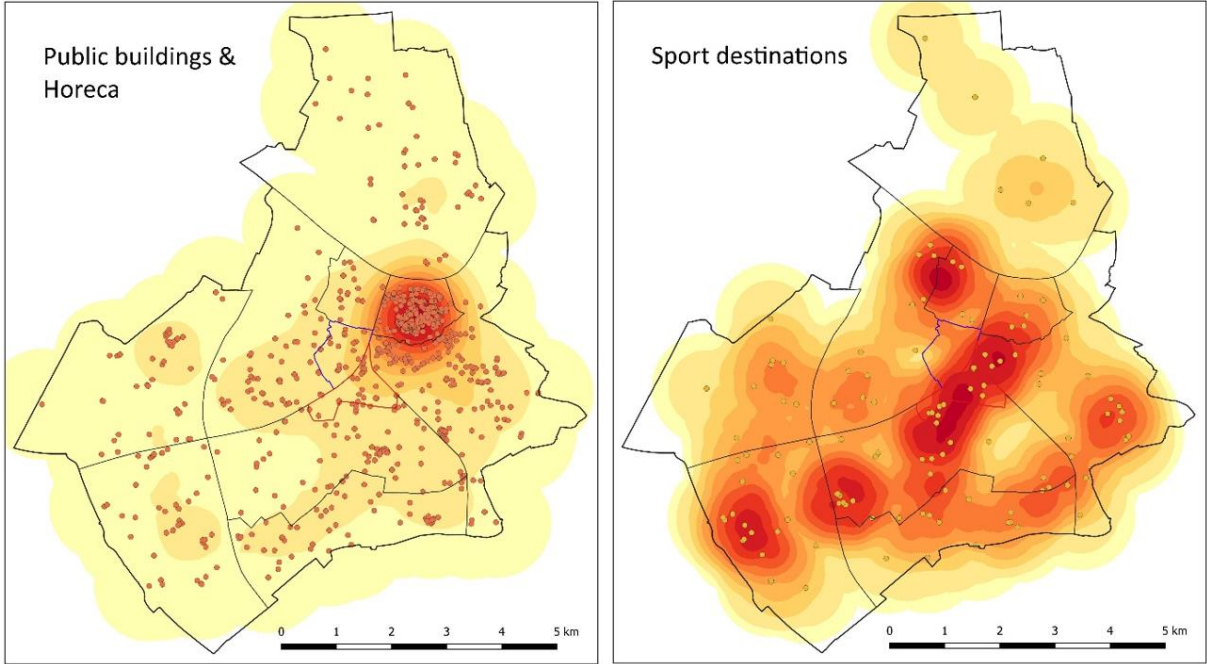 Public buildings &
Horeca
0 1 2 3 4 5 km
Sport destinations
0 1 2 3 4 5 km